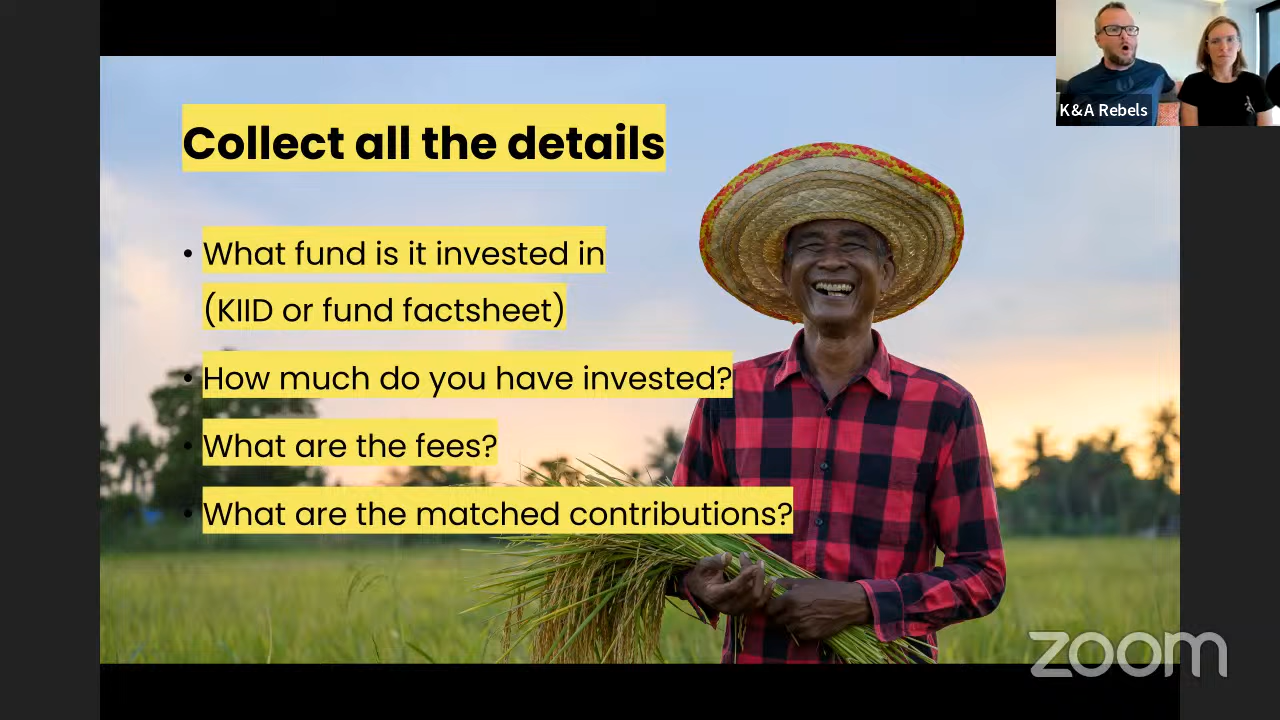 K&A Rebels
Collect all the details
• What fund is it invested in
(KIID or fund factsheet)
• How much do you have invested?
• What are the fees?
• What are the matched contributions?
zoom